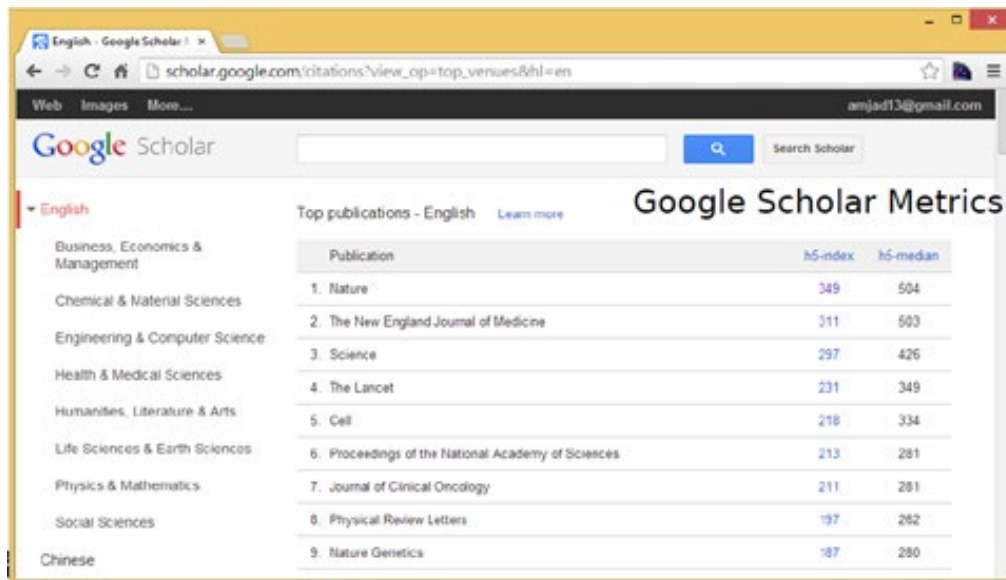 English - Google Scholar
scholar.google.com/citations?view_op=top_venues&hl=en
Web Images More... amjad13@gmail.com
Google Scholar Search Scholar
Google Scholar Metrics
English
Business, Economics &
Management
Chemical & Material Sciences
Engineering & Computer Science
Health & Medical Sciences
Humanities, Literature & Arts
Life Sciences & Earth Sciences
Physics & Mathematics
Social Sciences
Chinese
Top publications - English Learn more
Publication h5-index h5-median
1. Nature 349 504
2. The New England Journal of Medicine 311 503
3. Science 297 426
4. The Lancet 231 349
5. Cell 218 334
6. Proceedings of the National Academy of Sciences 213 281
7. Journal of Clinical Oncology 211 281
8. Physical Review Letters 197 262
9. Nature Genetics 187 280